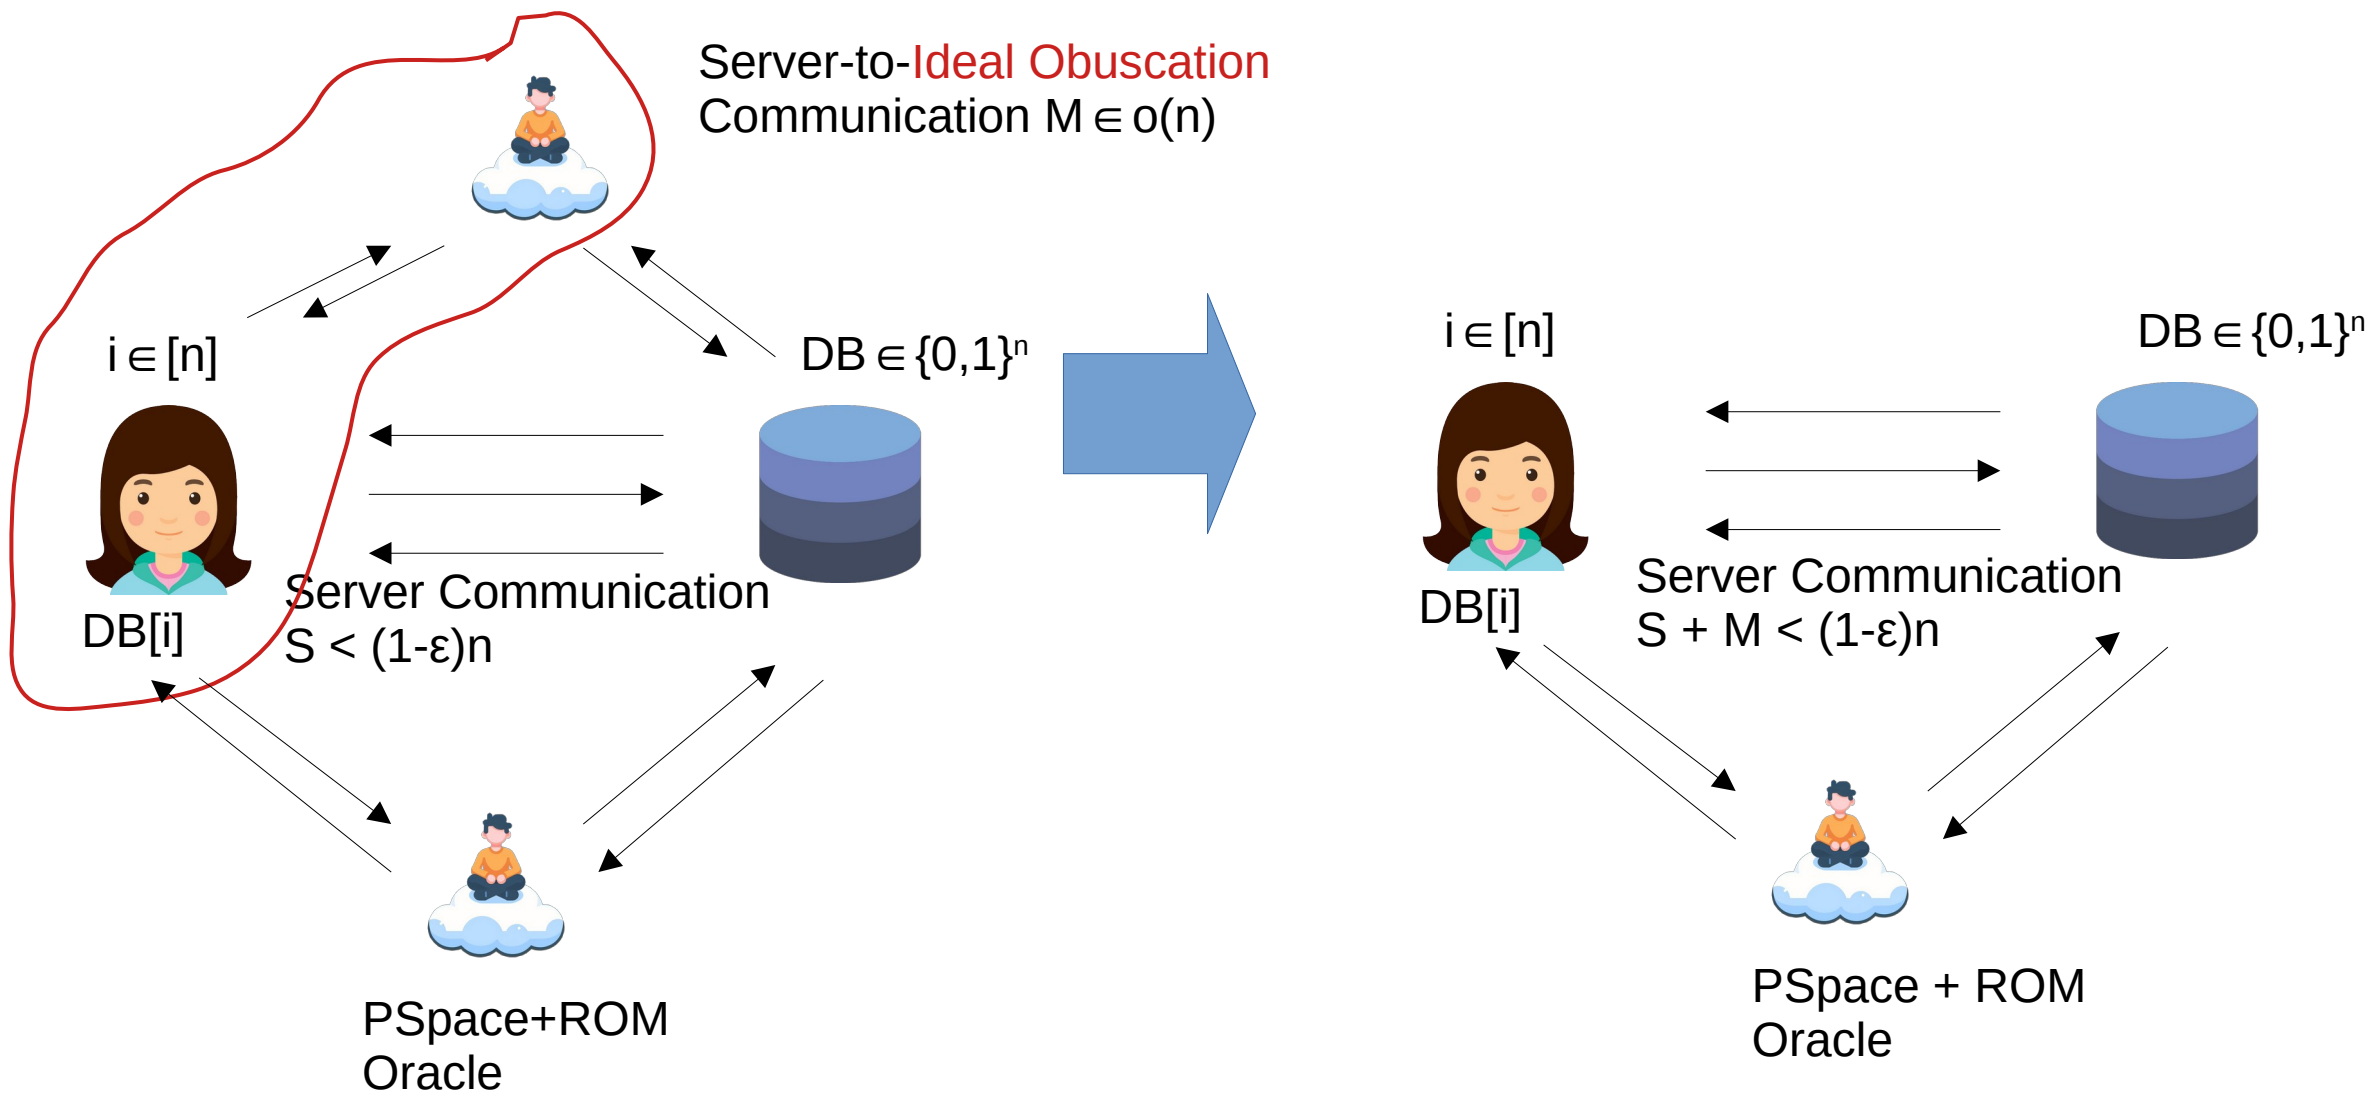 Server-to-Ideal Obuscation
Communication M ∈ o(n)
i ∈ [n]
DB ∈ {0,1}ⁿ
Server Communication
S < (1-ε)n
DB[i]
PSpace+ROM
Oracle
i ∈ [n]
DB ∈ {0,1}ⁿ
Server Communication
S + M < (1-ε)n
DB[i]
PSpace + ROM
Oracle